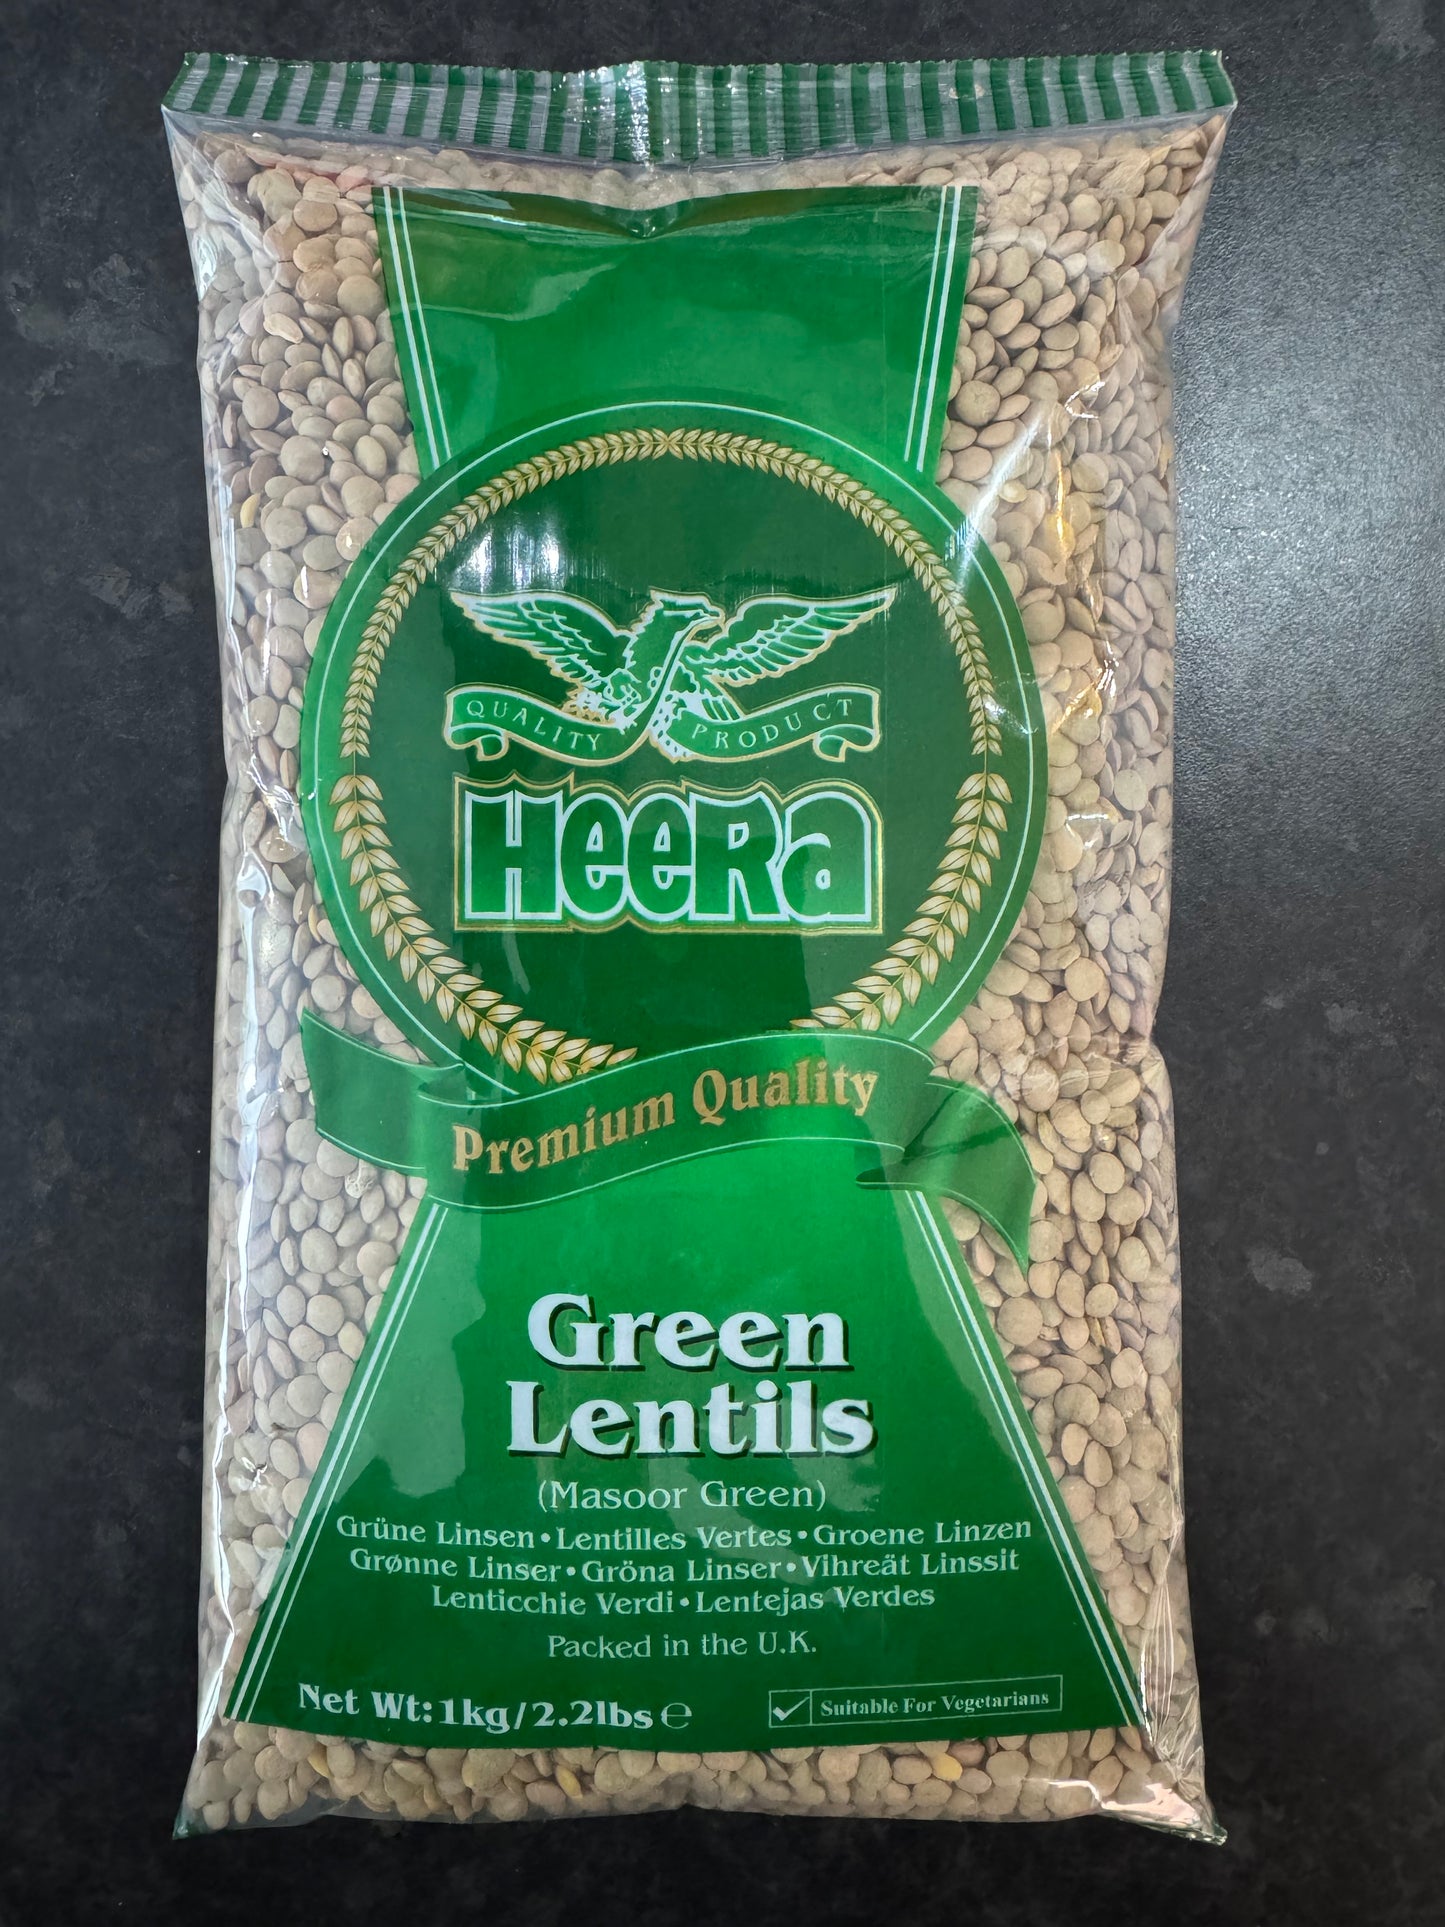 QUALITY PRODUCT
HEERA
Premium Quality
Green
Lentils
(Masoor Green)
Grüne Linsen • Lentilles Vertes • Groene Linzen
Grønne Linser • Gröna Linser • Vihreät Linssit
Lenticchie Verdi • Lentejas Verdes
Packed in the U.K.
Net Wt: 1kg/2.2lbs ℮
Suitable For Vegetarians